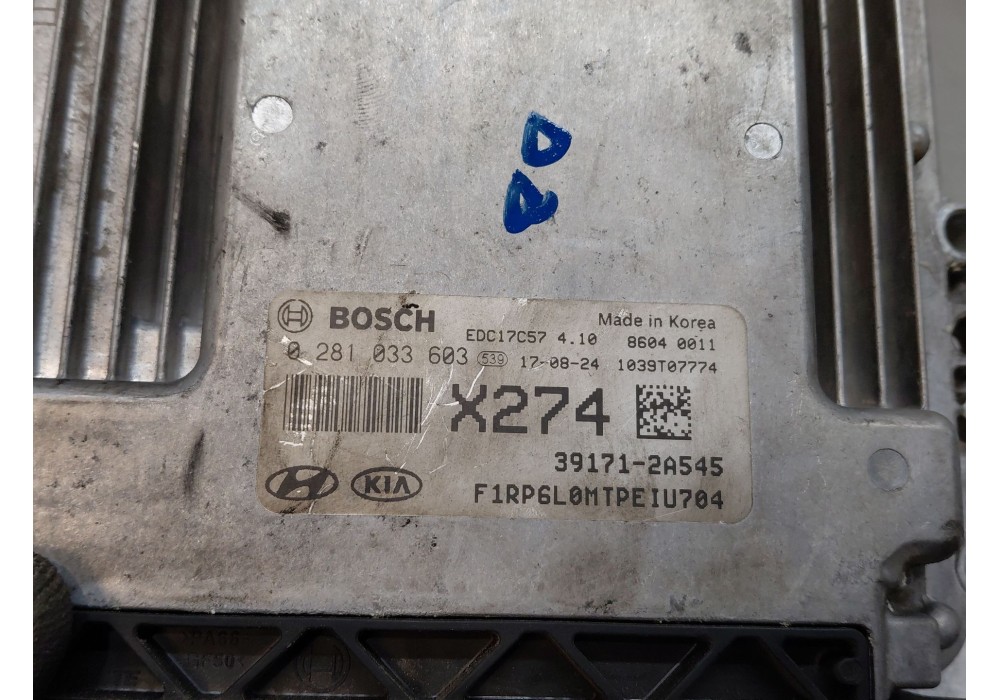 BOSCH
Made in Korea
EDC17C57 4.10 8604 0011
0 281 033 603 539 17-08-24 1039T07774
X274
39171-2A545
KIA
F1RP6L0MTPEIU704